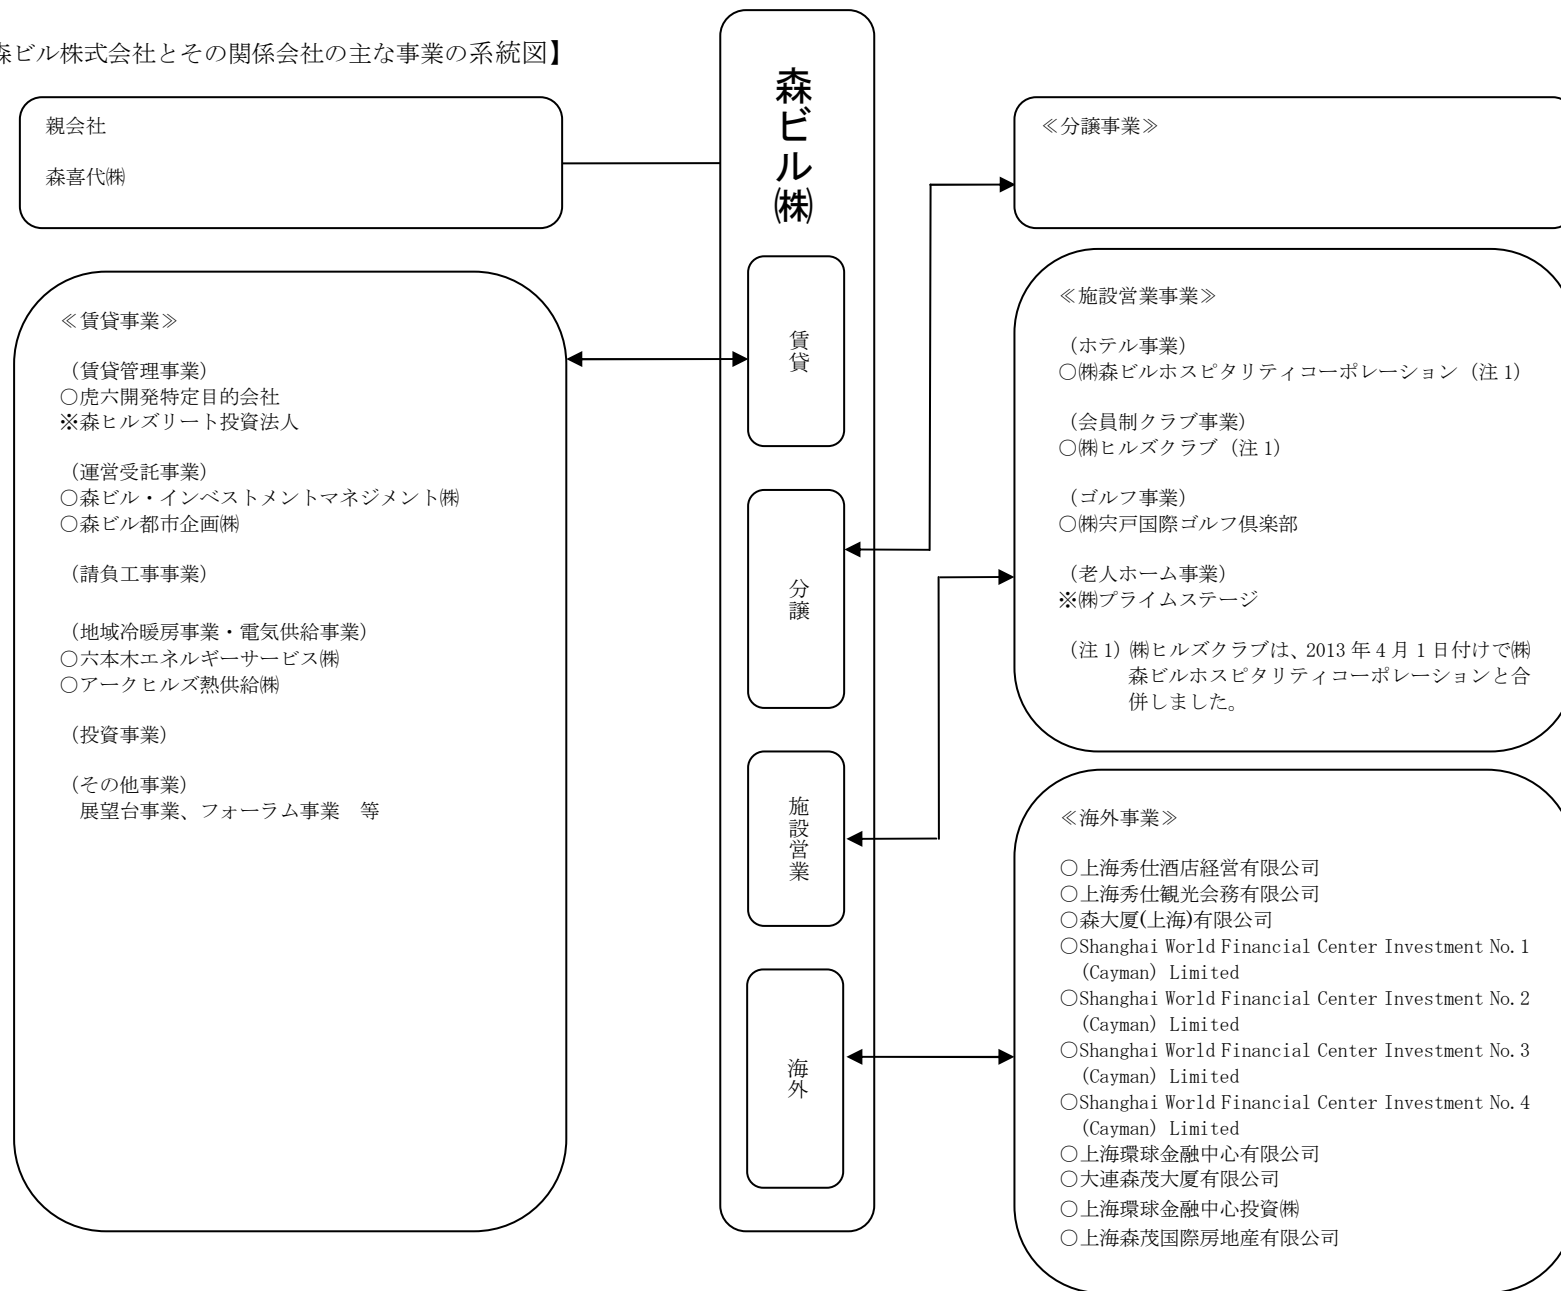 森ビル株式会社とその関係会社の主な事業の系統図】
親会社
森喜代㈱
≪賃貸事業≫
（賃貸管理事業）
○虎六開発特定目的会社
※森ヒルズリート投資法人
（運営受託事業）
○森ビル・インベストメントマネジメント㈱
○森ビル都市企画㈱
（請負工事事業）
（地域冷暖房事業・電気供給事業）
○六本木エネルギーサービス㈱
○アークヒルズ熱供給㈱
（投資事業）
（その他事業）
展望台事業、フォーラム事業　等
森ビル㈱
賃貸
分譲
施設営業
海外
≪分譲事業≫
≪施設営業事業≫
（ホテル事業）
○㈱森ビルホスピタリティコーポレーション（注1）
（会員制クラブ事業）
○㈱ヒルズクラブ（注1）
（ゴルフ事業）
○㈱宍戸国際ゴルフ倶楽部
（老人ホーム事業）
※㈱プライムステージ
（注1）㈱ヒルズクラブは、2013年4月1日付けで㈱
森ビルホスピタリティコーポレーションと合
併しました。
≪海外事業≫
○上海秀仕酒店経営有限公司
○上海秀仕観光会務有限公司
○森大厦(上海)有限公司
○Shanghai World Financial Center Investment No.1
(Cayman) Limited
○Shanghai World Financial Center Investment No.2
(Cayman) Limited
○Shanghai World Financial Center Investment No.3
(Cayman) Limited
○Shanghai World Financial Center Investment No.4
(Cayman) Limited
○上海環球金融中心有限公司
○大連森茂大厦有限公司
○上海環球金融中心投資㈱
○上海森茂国際房地産有限公司